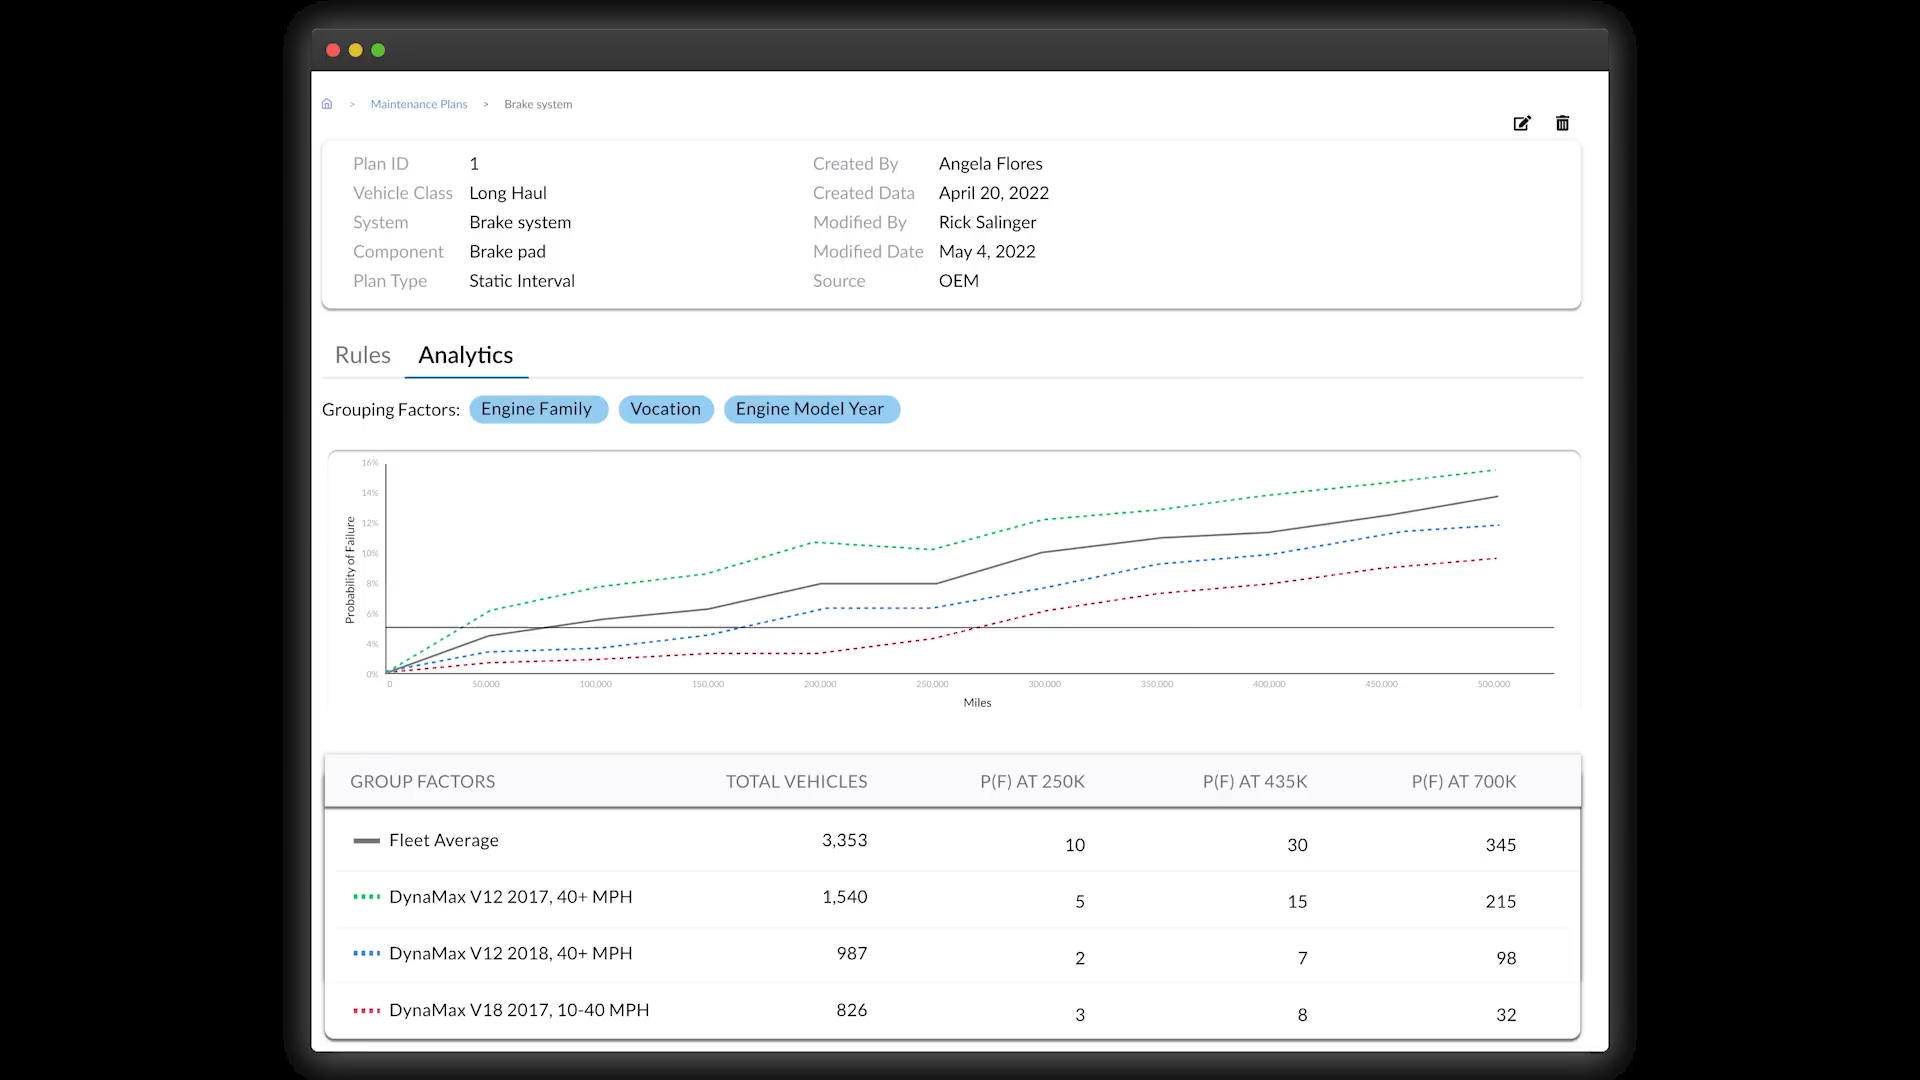 > Maintenance Plans > Brake system
Plan ID 1 Created By Angela Flores
Vehicle Class Long Haul Created Data April 20, 2022
System Brake system Modified By Rick Salinger
Component Brake pad Modified Date May 4, 2022
Plan Type Static Interval Source OEM
Rules Analytics
Grouping Factors: Engine Family Vocation Engine Model Year
Probability of Failure
16%
14%
12%
10%
8%
6%
4%
0%
0 50,000 100,000 150,000 200,000 250,000 300,000 350,000 400,000 450,000 500,000
Miles
GROUP FACTORS TOTAL VEHICLES P(F) AT 250K P(F) AT 435K P(F) AT 700K
Fleet Average 3,353 10 30 345
DynaMax V12 2017, 40+ MPH 1,540 5 15 215
DynaMax V12 2018, 40+ MPH 987 2 7 98
DynaMax V18 2017, 10-40 MPH 826 3 8 32